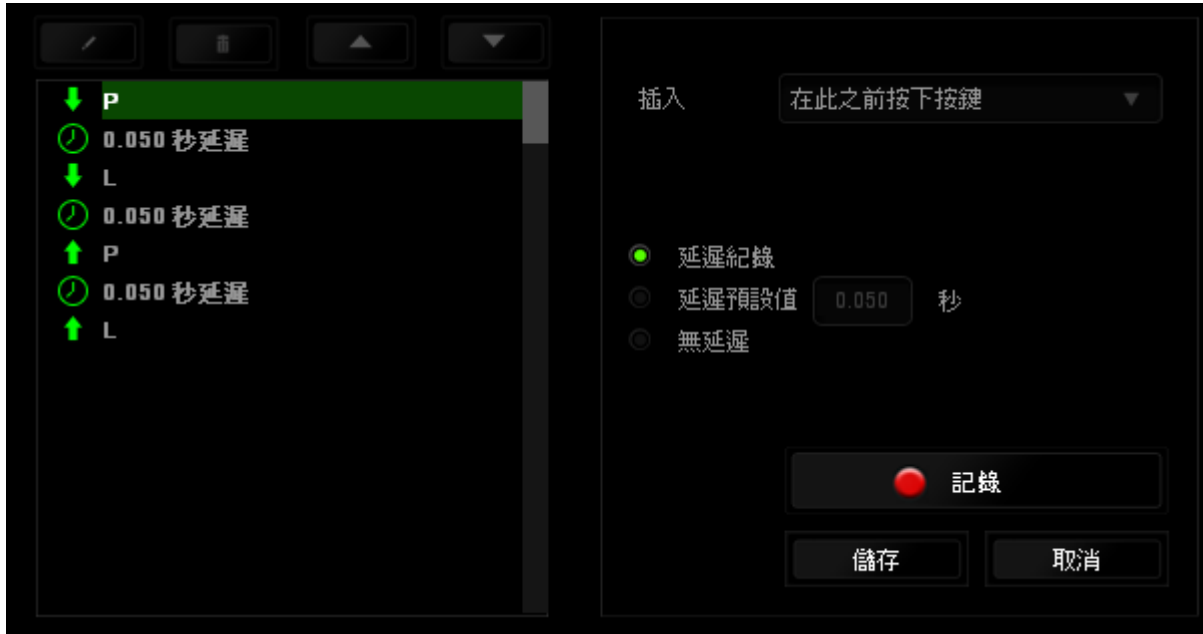 P
0.050 秒延遲
L
0.050 秒延遲
P
0.050 秒延遲
L
插入
在此之前按下按鍵
延遲紀錄
延遲預設值 0.050 秒
無延遲
記錄
儲存
取消